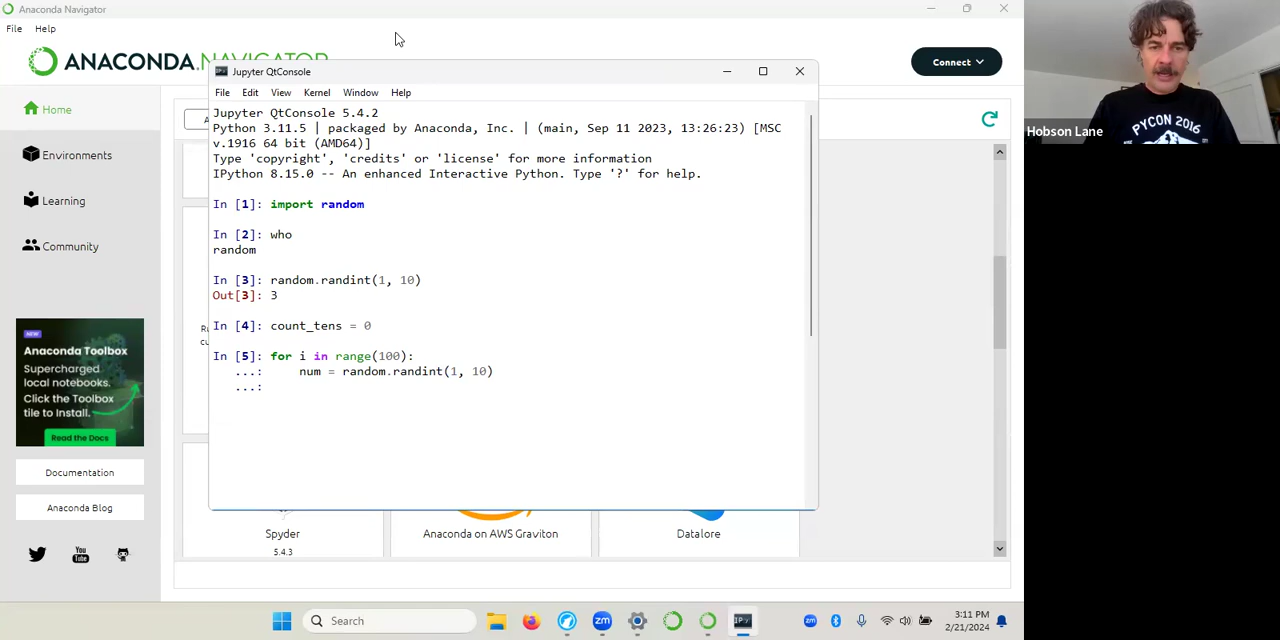 Anaconda Navigator
File Help
ANACONDA.NAVIGATOR
Connect
Home
Environments
Learning
Community
NEW
Anaconda Toolbox
Supercharged
local notebooks.
Click the Toolbox
tile to Install.
Read the Docs
Documentation
Anaconda Blog
Jupyter QtConsole
File Edit View Kernel Window Help
Jupyter QtConsole 5.4.2
Python 3.11.5 | packaged by Anaconda, Inc. | (main, Sep 11 2023, 13:26:23) [MSC
v.1916 64 bit (AMD64)]
Type 'copyright', 'credits' or 'license' for more information
IPython 8.15.0 -- An enhanced Interactive Python. Type '?' for help.
In [1]: import random
In [2]: who
random
In [3]: random.randint(1, 10)
Out[3]: 3
In [4]: count_tens = 0
In [5]: for i in range(100):
...:     num = random.randint(1, 10)
...:
Spyder
5.4.3
Anaconda on AWS Graviton
Datalore
PYCON 2016
Hobson Lane
Search
zm
IP
zm
3:11 PM
2/21/2024